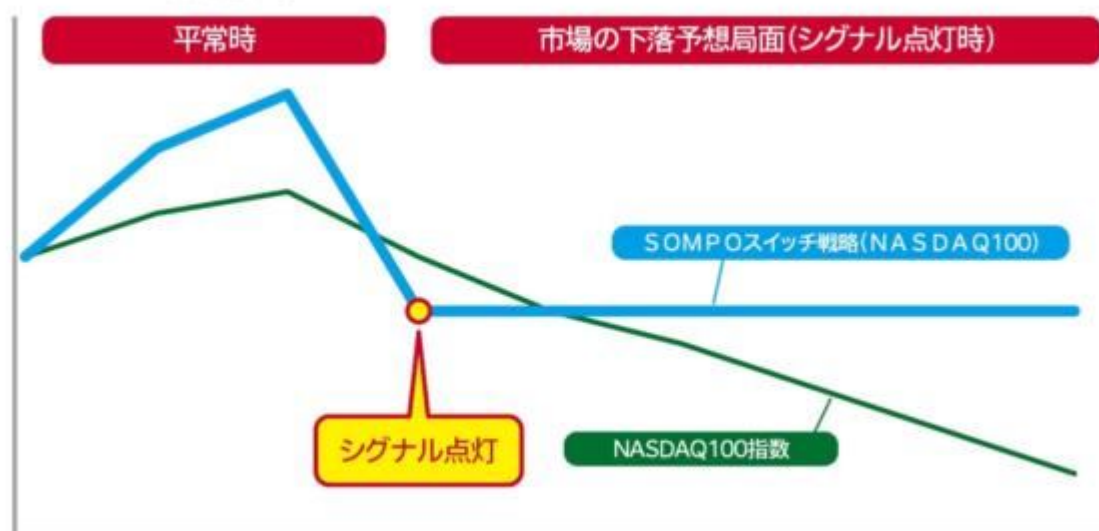 平常時
市場の下落予想局面(シグナル点灯時)
SOMPOスイッチ戦略(NASDAQ100)
シグナル点灯
NASDAQ100指数